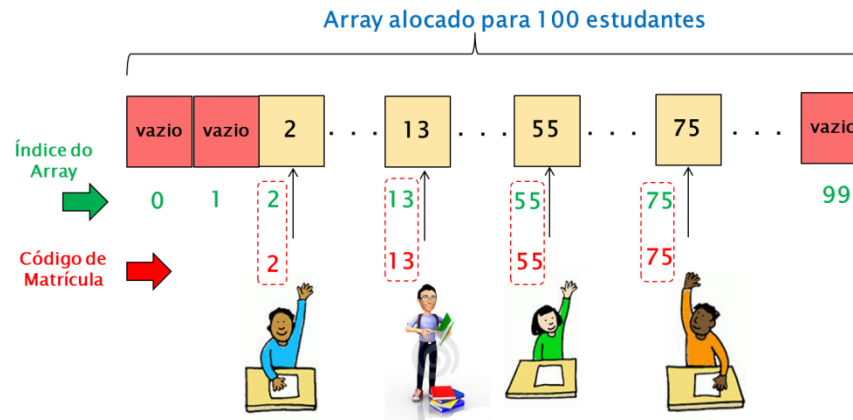 Array alocado para 100 estudantes
vazio vazio 2 . . . 13 . . . 55 . . . 75 . . . vazio
Índice do
Array
0 1 2 13 55 75 99
Código de
Matrícula
2 13 55 75